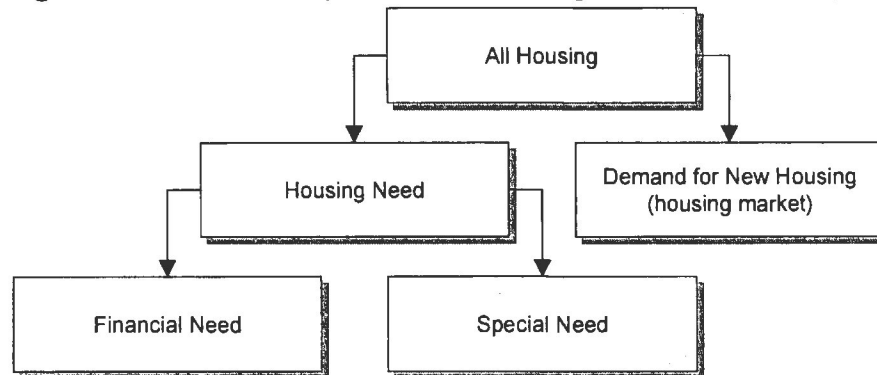 All Housing
Housing Need
Demand for New Housing
(housing market)
Financial Need
Special Need